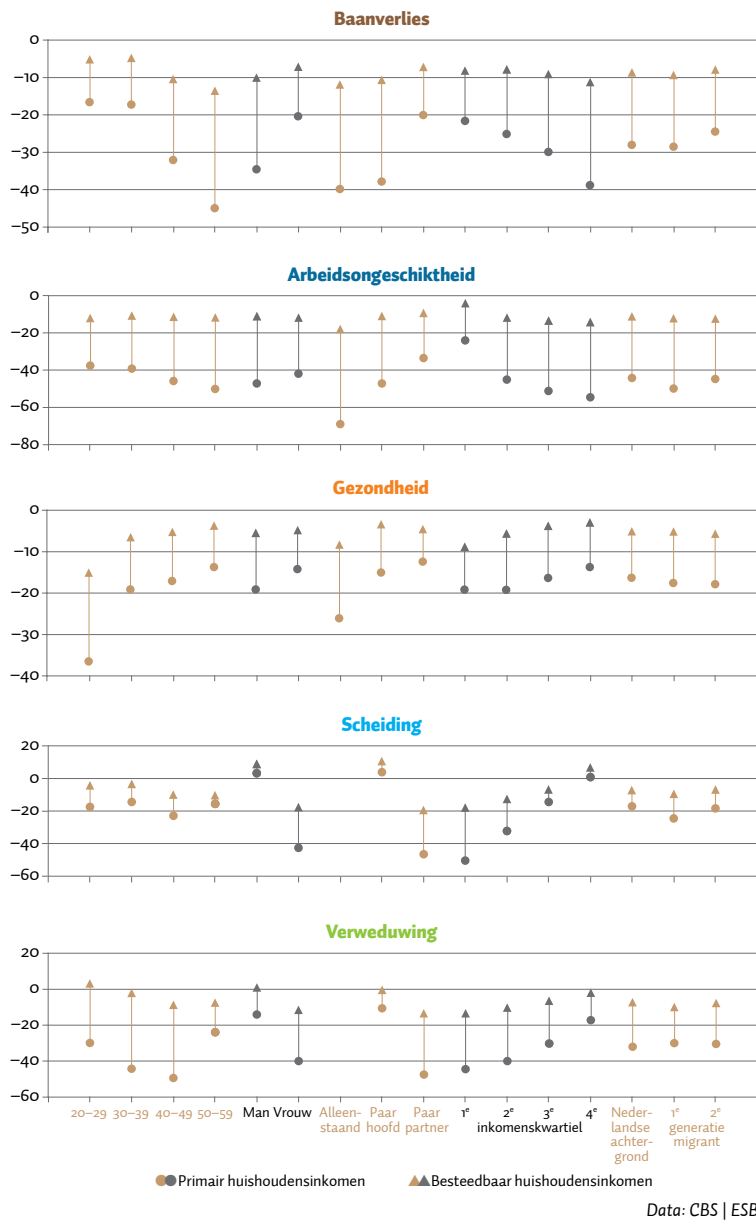 Baanverlies
0
−10
−20
−30
−40
−50
Arbeidsongeschiktheid
0
−20
−40
−60
−80
Gezondheid
0
−10
−20
−30
−40
Scheiding
20
0
−20
−40
−60
Verweduwing
20
0
−20
−40
−60
20–29 30–39 40–49 50–59 Man Vrouw Alleen- Paar Paar 1e 2e 3e 4e Neder- 1e 2e
staand hoofd partner inkomenskwartiel landse generatie
achter- migrant
grond
Primair huishoudensinkomen Besteedbaar huishoudensinkomen
Data: CBS | ESB